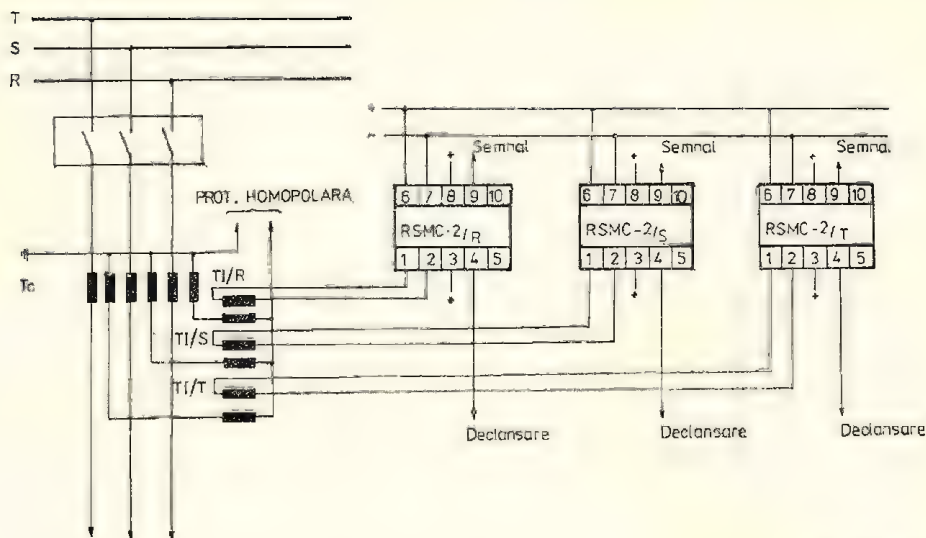 T
S
R
+
-
Semnal
Semnal
Semna.
+
+
+
PROT. HOMOPOLARA
6 7 8 9 10
6 7 8 9 10
6 7 8 9 10
RSMC-2/R
RSMC-2/S
RSMC-2/T
1 2 3 4 5
1 2 3 4 5
1 2 3 4 5
+
+
+
Tc
TI/R
TI/S
TI/T
Declansare
Declansare
Declansare